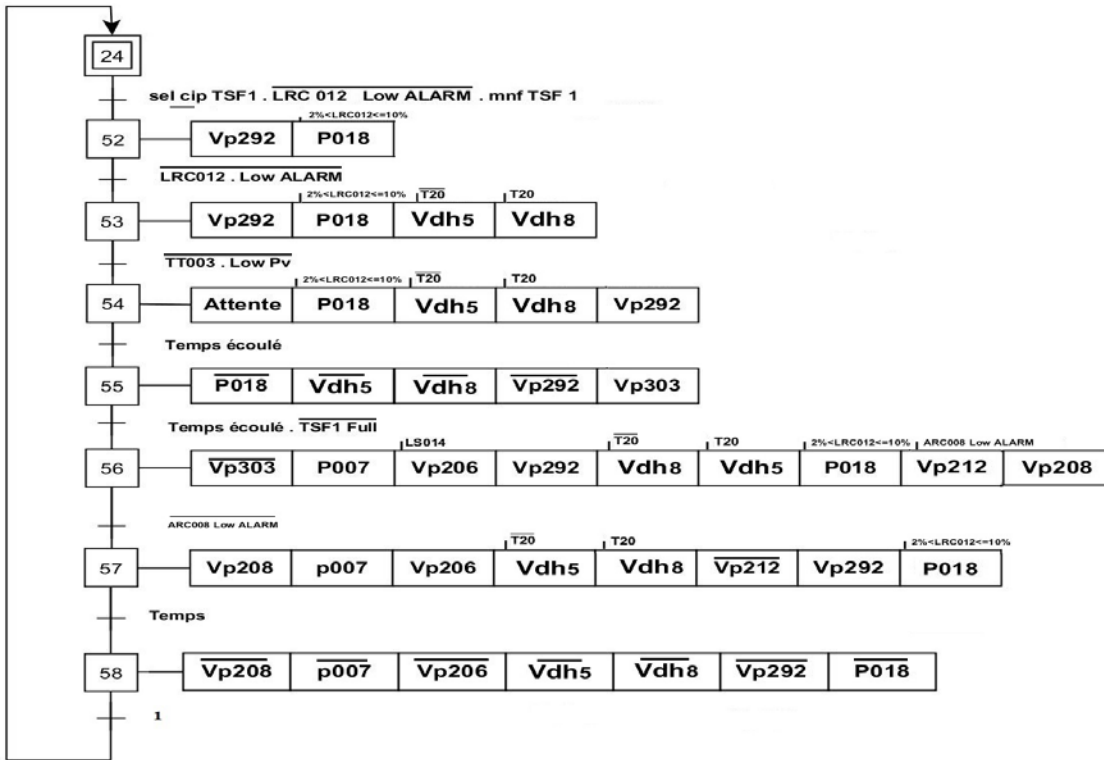 24
sel cip TSF1 . LRC 012 Low ALARM . mnf TSF 1
2%<LRC012<=10%
52 Vp292 P018
LRC012 . Low ALARM
2%<LRC012<=10% T20 T20
53 Vp292 P018 Vdh5 Vdh8
TT003 . Low Pv
2%<LRC012<=10% T20 T20
54 Attente P018 Vdh5 Vdh8 Vp292
Temps écoulé
55 P018 Vdh5 Vdh8 Vp292 Vp303
Temps écoulé . TSF1 Full
LS014 T20 T20 2%<LRC012<=10% ARC008 Low ALARM
56 Vp303 P007 Vp206 Vp292 Vdh8 Vdh5 P018 Vp212 Vp208
ARC008 Low ALARM
T20 T20 2%<LRC012<=10%
57 Vp208 p007 Vp206 Vdh5 Vdh8 Vp212 Vp292 P018
Temps
58 Vp208 p007 Vp206 Vdh5 Vdh8 Vp292 P018
1